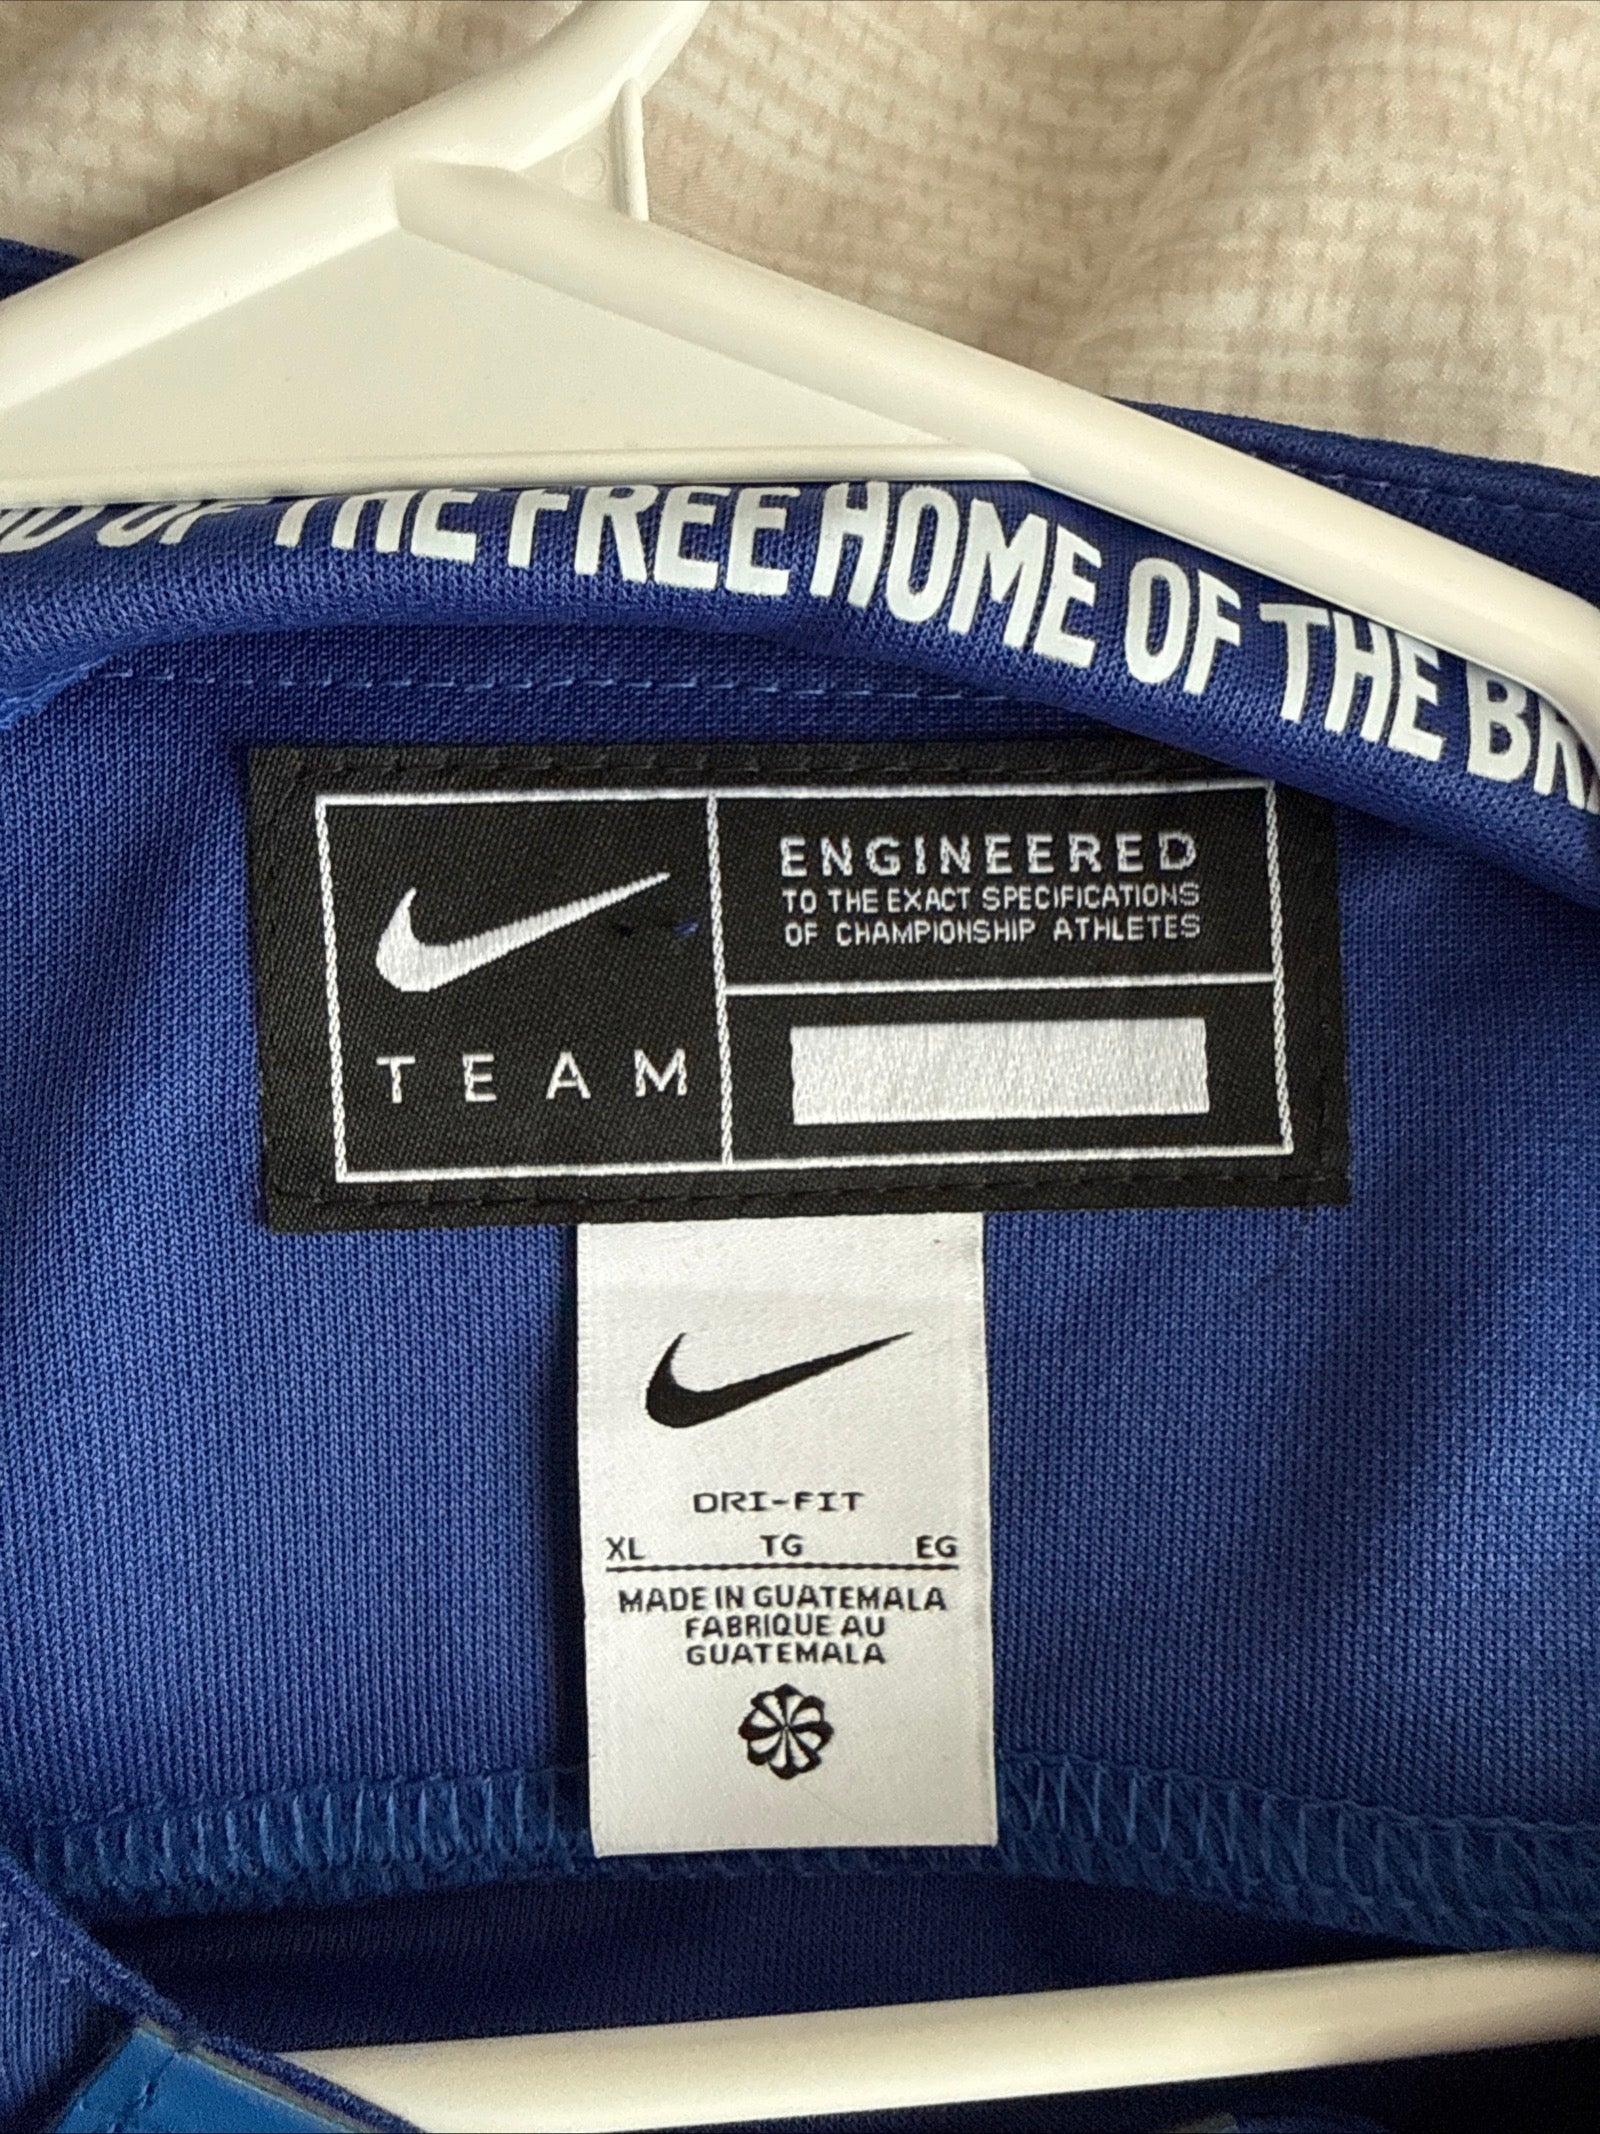 OF THE FREE HOME OF THE
ENGINEERED
TO THE EXACT SPECIFICATIONS
OF CHAMPIONSHIP ATHLETES
TEAM
DRI-FIT
XL TG EG
MADE IN GUATEMALA
FABRIQUE AU
GUATEMALA